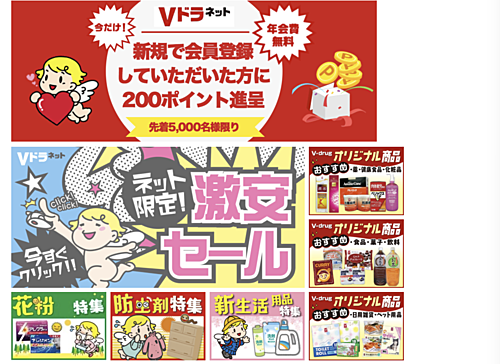 Vドラネット
今だけ！
年会費
無料
新規で会員登録
していただいた方に
200ポイント進呈
先着5,000名様限り
Vドラネット
click
click!
ネット
限定!
激安
セール
今すぐ
クリック!!
V-drug オリジナル商品
おすすめ
V-drug オリジナル商品
おすすめ ・食品・菓子・飲料
V-drug オリジナル商品
おすすめ ・日用雑貨・ペット用品
花粉 特集
防虫剤特集
新生活用品特集